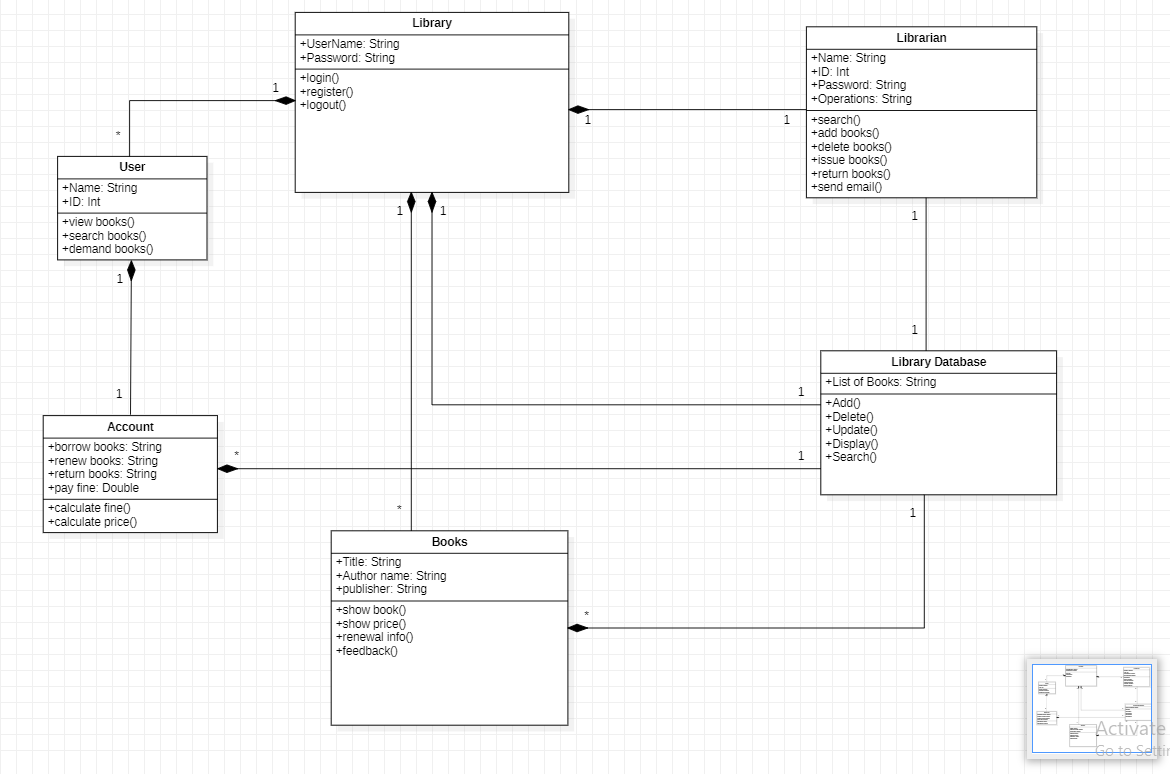 Library
+UserName: String
+Password: String
+login()
+register()
+logout()
Librarian
+Name: String
+ID: Int
+Password: String
+Operations: String
+search()
+add books()
+delete books()
+issue books()
+return books()
+send email()
1
*
1
1
User
+Name: String
+ID: Int
+view books()
+search books()
+demand books()
1
1
1
1
1
1
Library Database
+List of Books: String
+Add()
+Delete()
+Update()
+Display()
+Search()
1
1
Account
+borrow books: String
+renew books: String
+return books: String
+pay fine: Double
+calculate fine()
+calculate price()
*
1
*
1
Books
+Title: String
+Author name: String
+publisher: String
+show book()
+show price()
+renewal info()
+feedback()
*
Activate
Go to Setti